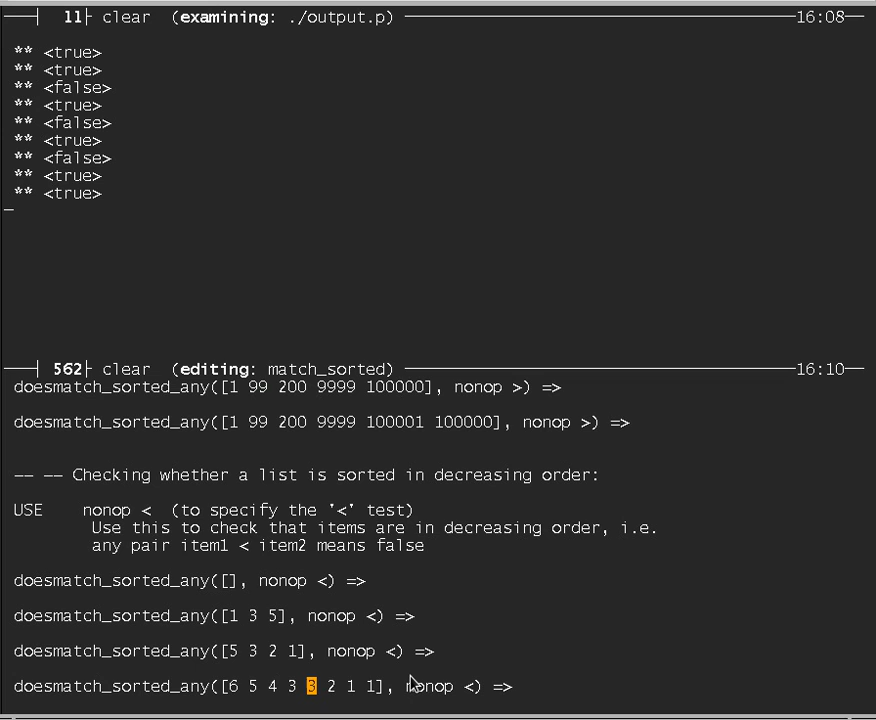 11 clear (examining: ./output.p) 16:08
** <true>
** <true>
** <false>
** <true>
** <false>
** <true>
** <false>
** <true>
** <true>
562 clear (editing: match_sorted) 16:10
doesmatch_sorted_any([1 99 200 9999 100000], nonop >) =>
doesmatch_sorted_any([1 99 200 9999 100001 100000], nonop >) =>
-- -- Checking whether a list is sorted in decreasing order:
USE nonop < (to specify the '<' test)
Use this to check that items are in decreasing order, i.e.
any pair item1 < item2 means false
doesmatch_sorted_any([], nonop <) =>
doesmatch_sorted_any([1 3 5], nonop <) =>
doesmatch_sorted_any([5 3 2 1], nonop <) =>
doesmatch_sorted_any([6 5 4 3 3 2 1 1], nonop <) =>